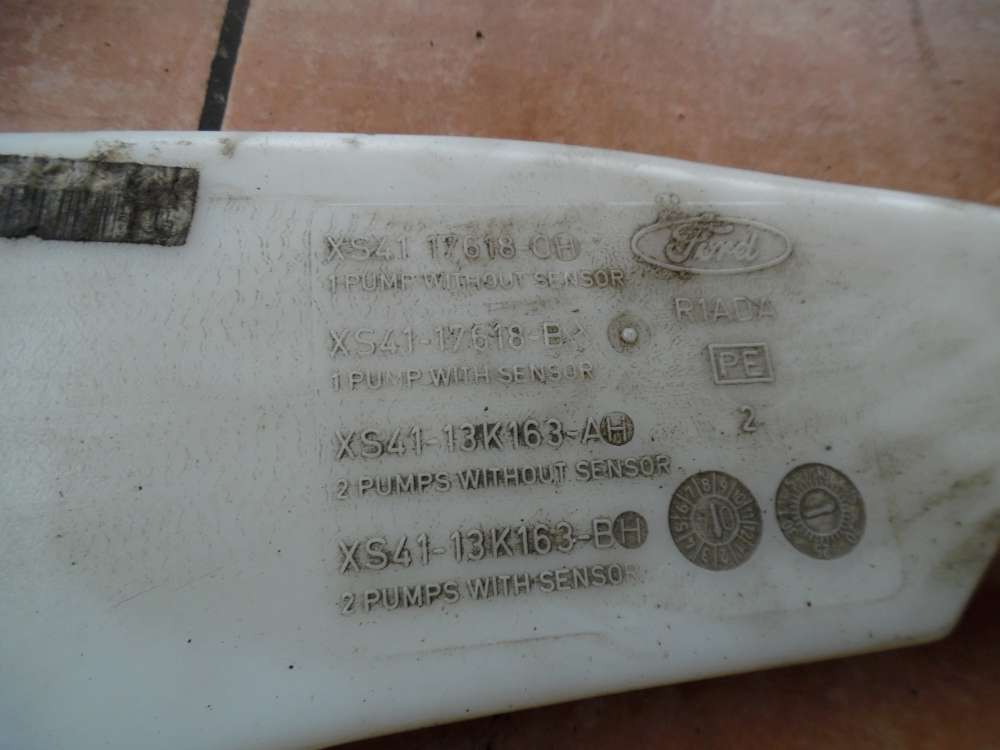 XS41 17618-CH
Ford
1 PUMP WITHOUT SENSOR
R1ADA
XS41-17618-B
1 PUMP WITH SENSOR
PE
XS41-13K163-AH
2
2 PUMPS WITHOUT SENSOR
XS41-13K163-BH
2 PUMPS WITH SENSOR